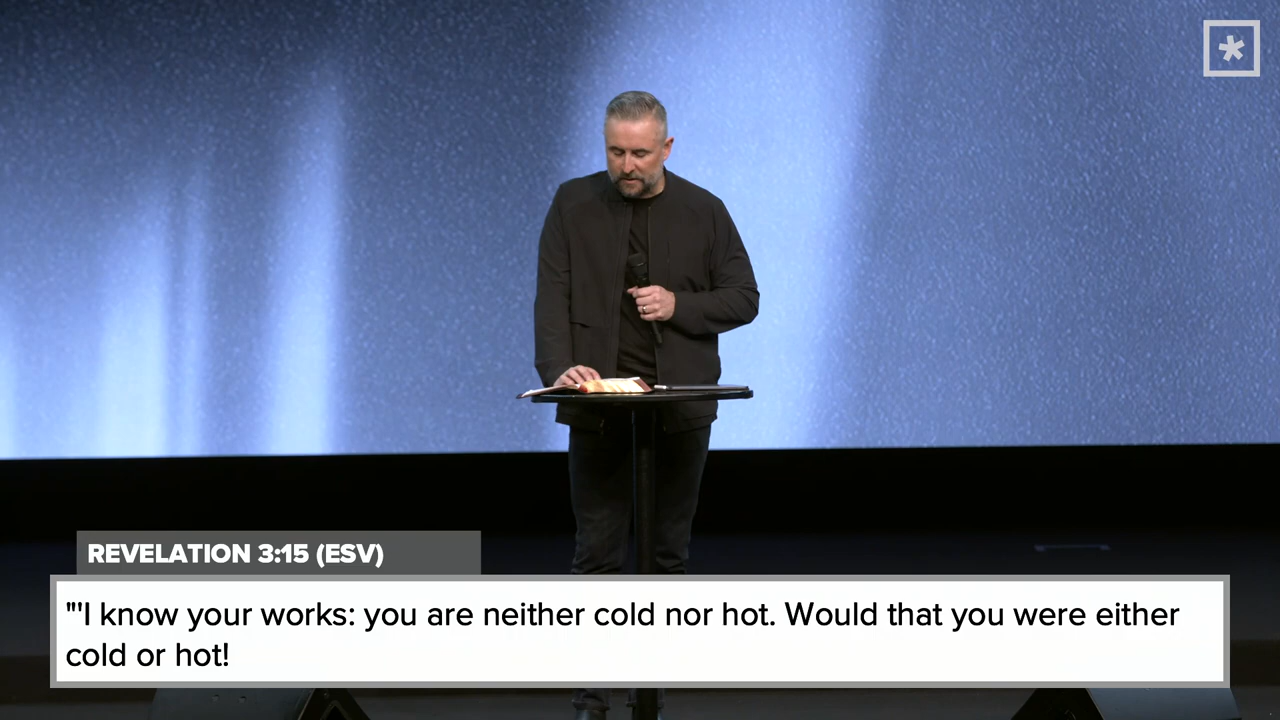 REVELATION 3:15 (ESV)
"'I know your works: you are neither cold nor hot. Would that you were either
cold or hot!